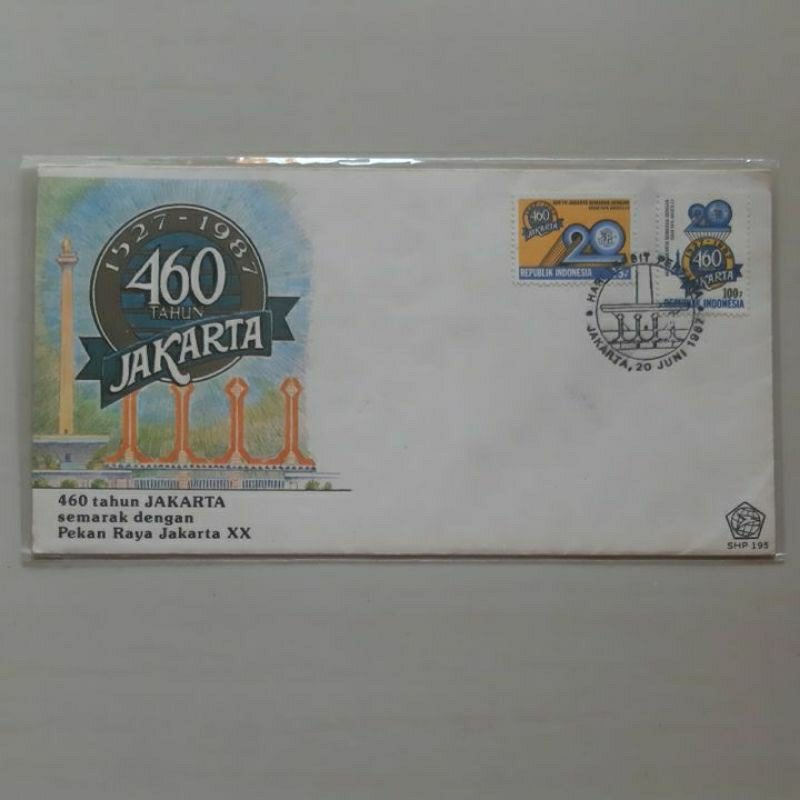 1527-1987
460
TAHUN
JAKARTA
460 tahun JAKARTA
semarak dengan
Pekan Raya Jakarta XX
460
JAKARTA
20
REPUBLIK INDONESIA
20
460
JAKARTA
100
REPUBLIK INDONESIA
JAKARTA, 20 JUNI 1987
SHP 195